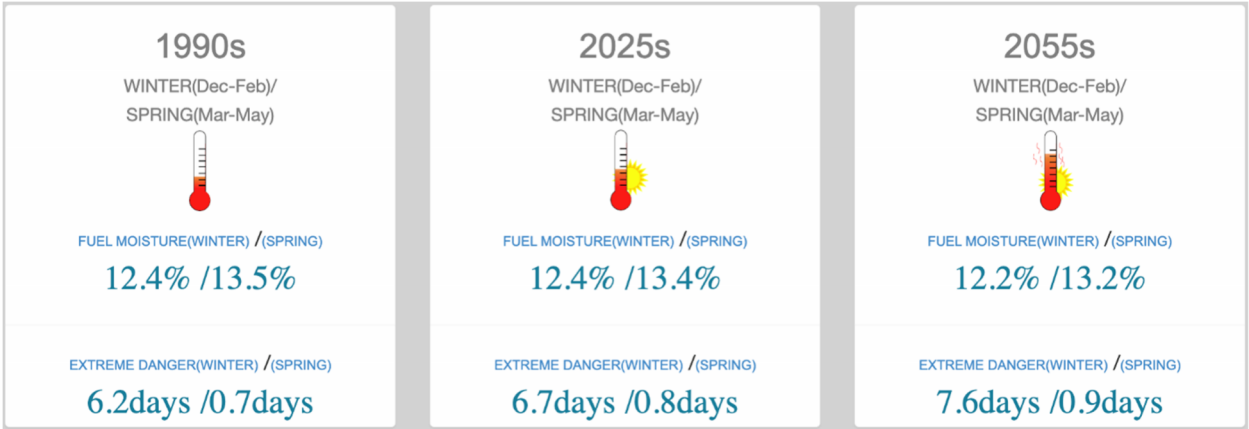 1990s
WINTER(Dec-Feb)/
SPRING(Mar-May)
FUEL MOISTURE(WINTER) /(SPRING)
12.4% /13.5%
EXTREME DANGER(WINTER) /(SPRING)
6.2days /0.7days
2025s
WINTER(Dec-Feb)/
SPRING(Mar-May)
FUEL MOISTURE(WINTER) /(SPRING)
12.4% /13.4%
EXTREME DANGER(WINTER) /(SPRING)
6.7days /0.8days
2055s
WINTER(Dec-Feb)/
SPRING(Mar-May)
FUEL MOISTURE(WINTER) /(SPRING)
12.2% /13.2%
EXTREME DANGER(WINTER) /(SPRING)
7.6days /0.9days